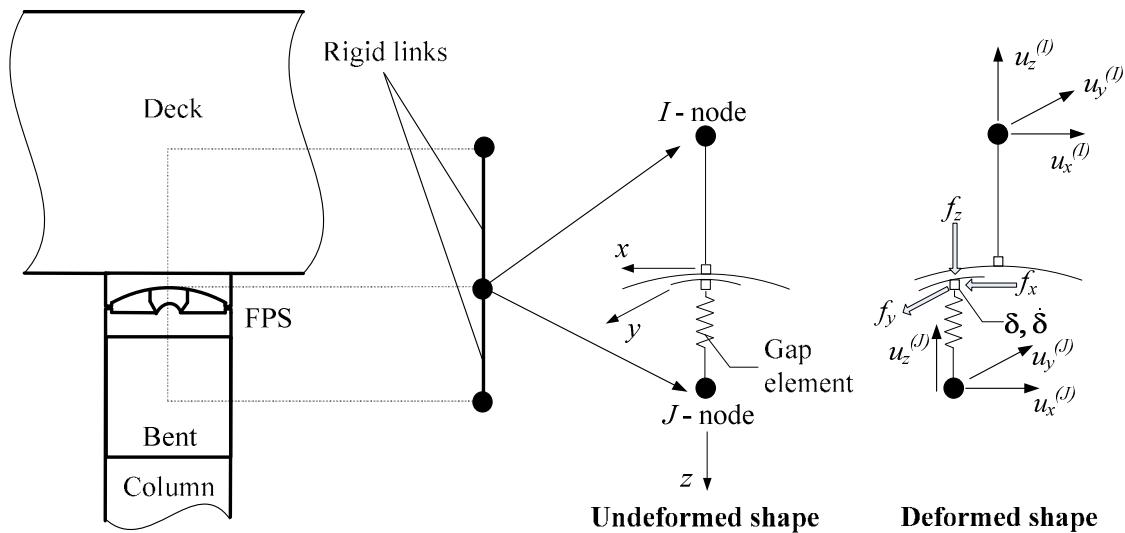 Rigid links
Deck
FPS
Bent
Column
I - node
x
y
Gap
element
J - node
z
Undeformed shape
u_z^(I)
u_y^(I)
u_x^(I)
f_z
f_x
f_y
δ, δ̇
u_z^(J)
u_y^(J)
u_x^(J)
Deformed shape